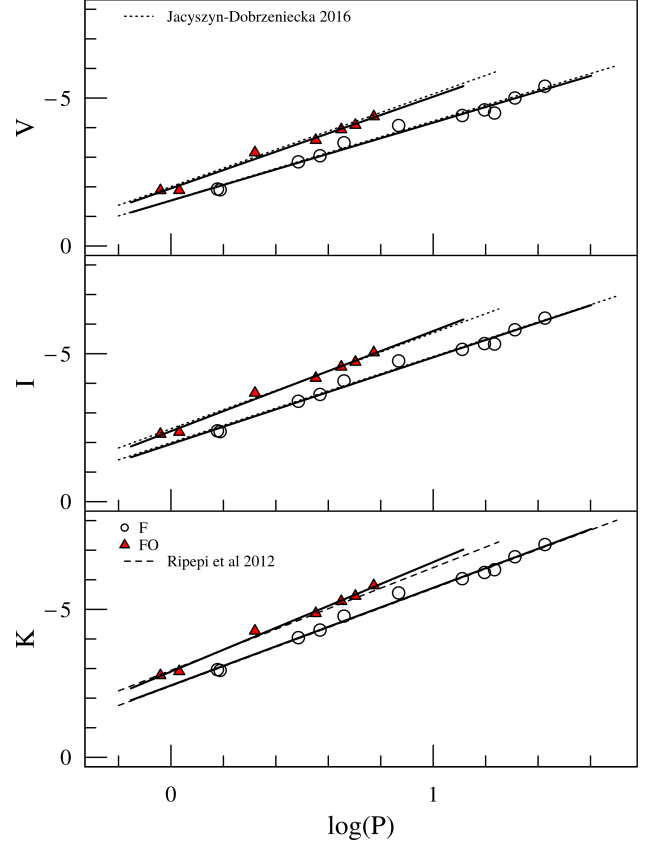 Jacyszyn-Dobrzeniecka 2016
−5
V
0
−5
I
0
F
FO
Ripepi et al 2012
−5
K
0
0 1
log(P)